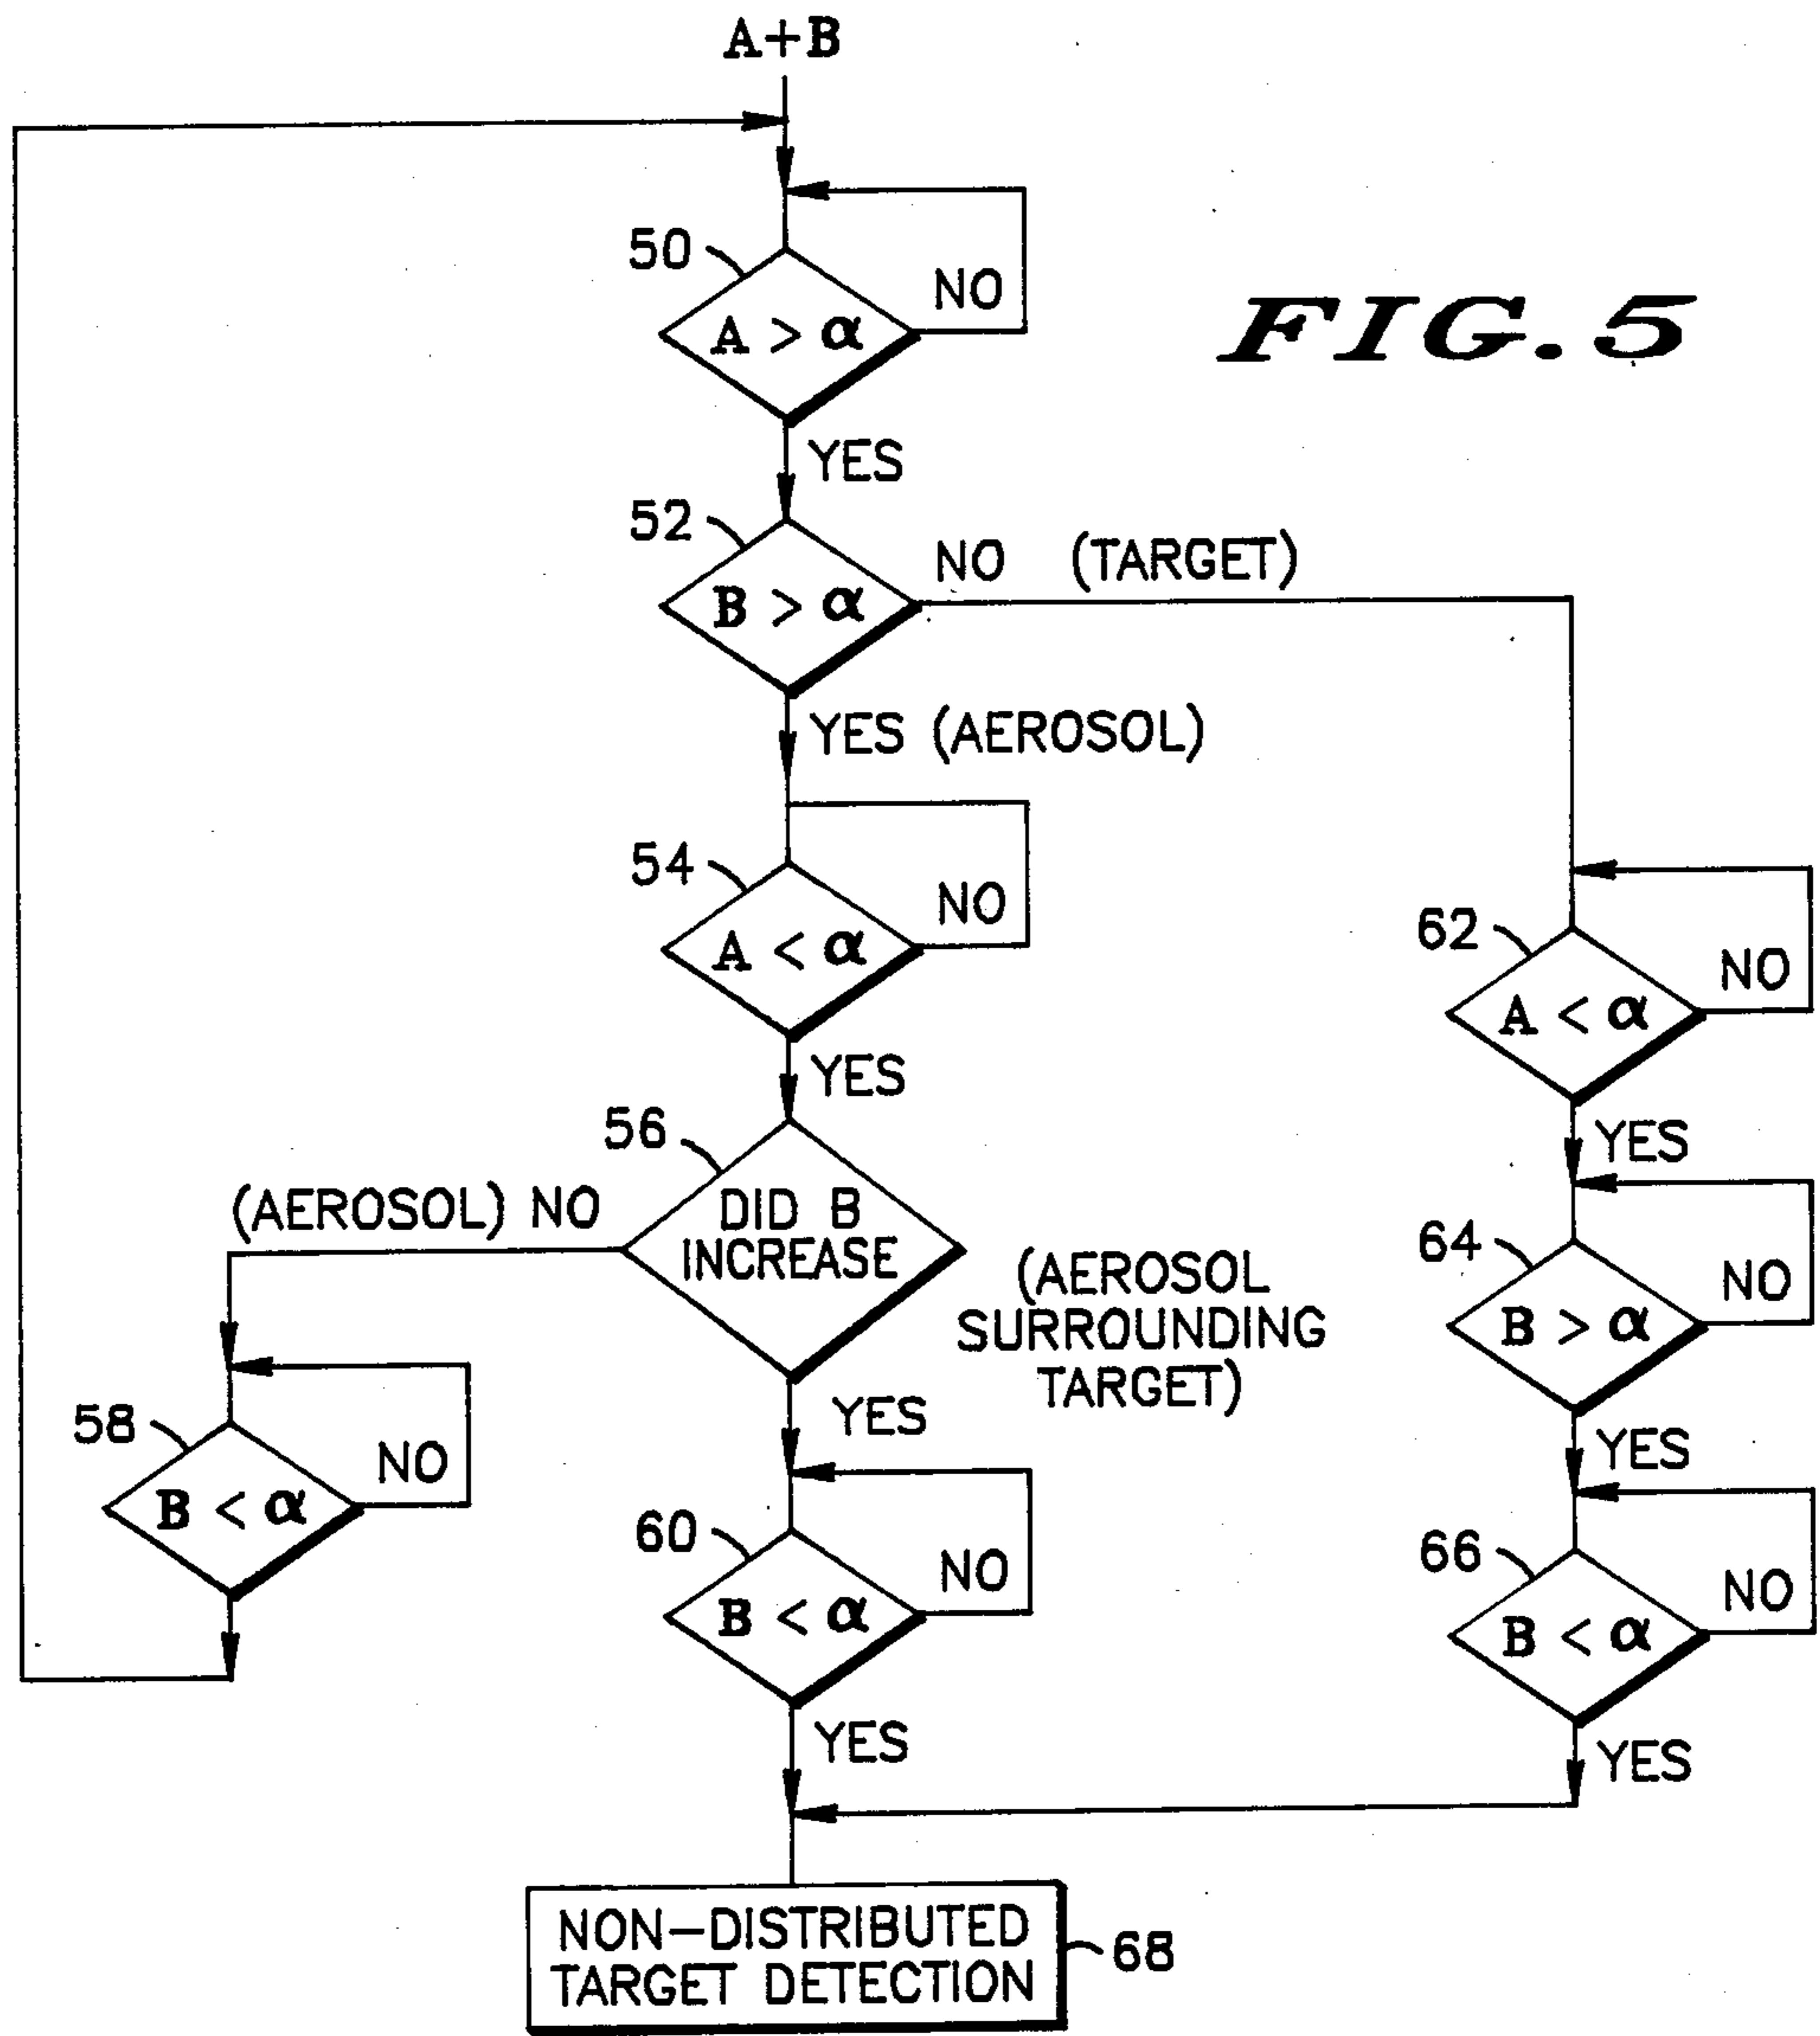 A+B
FIG. 5
50
A > α
NO
YES
52
B > α
NO (TARGET)
YES (AEROSOL)
54
A < α
NO
YES
62
A < α
NO
YES
56
DID B
INCREASE
(AEROSOL) NO
(AEROSOL
SURROUNDING
TARGET)
YES
64
B > α
NO
YES
58
B < α
NO
60
B < α
NO
YES
66
B < α
NO
YES
NON-DISTRIBUTED
TARGET DETECTION
68